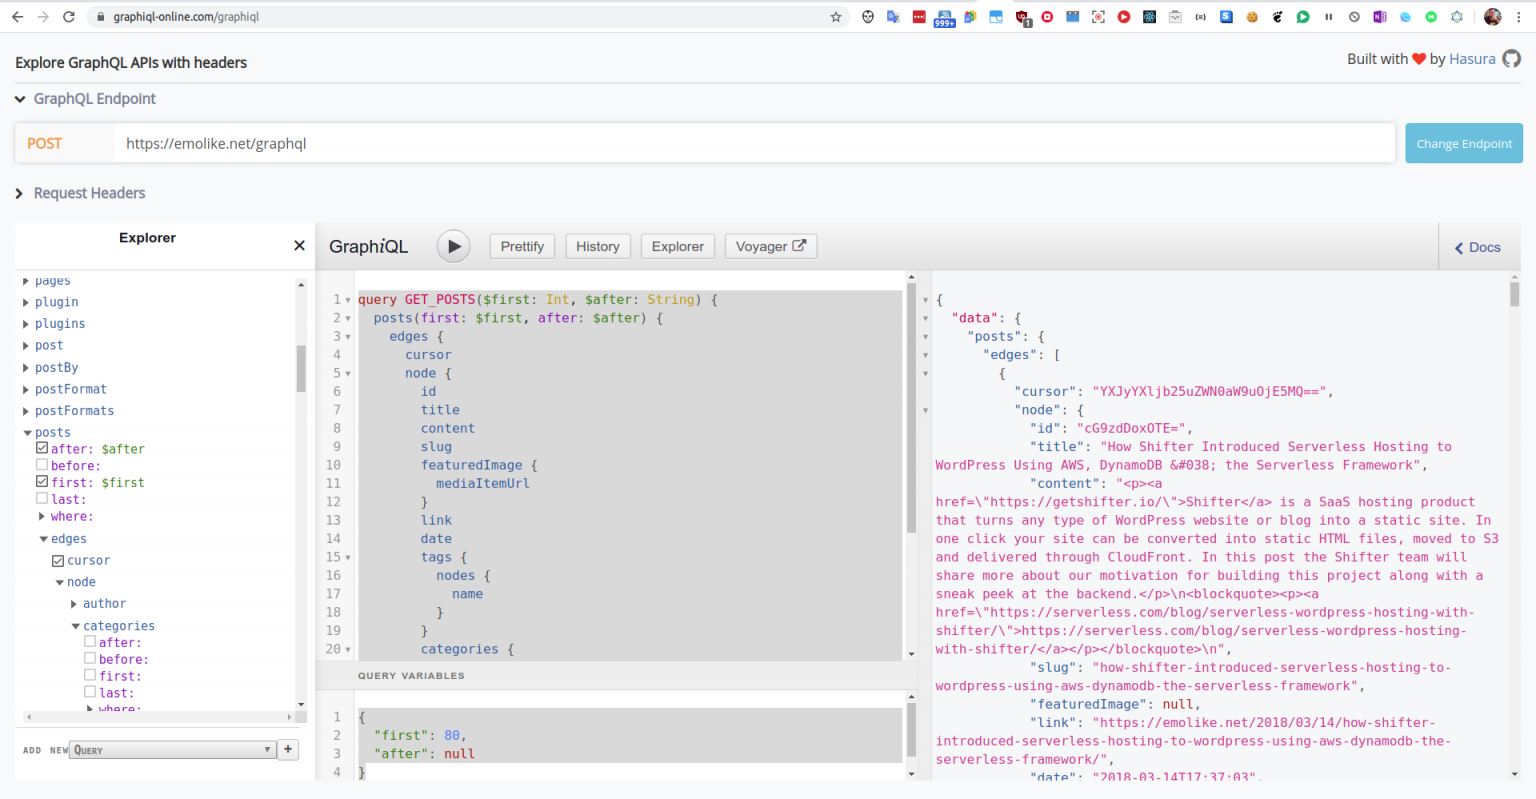 graphiql-online.com/graphiql
999+
1
Explore GraphQL APIs with headers
Built with ❤ by Hasura
GraphQL Endpoint
POST
https://emolike.net/graphql
Change Endpoint
Request Headers
Explorer
pages
plugin
plugins
post
postBy
postFormat
postFormats
posts
after: $after
before:
first: $first
last:
where:
edges
cursor
node
author
categories
after:
before:
first:
last:
where:
ADD NEW
QUERY
+
GraphiQL
Prettify
History
Explorer
Voyager
Docs
1 query GET_POSTS($first: Int, $after: String) {
2 posts(first: $first, after: $after) {
3 edges {
4 cursor
5 node {
6 id
7 title
8 content
9 slug
10 featuredImage {
11 mediaItemUrl
12 }
13 link
14 date
15 tags {
16 nodes {
17 name
18 }
19 }
20 categories {
QUERY VARIABLES
1 {
2 "first": 80,
3 "after": null
4 }
{
"data": {
"posts": {
"edges": [
{
"cursor": "YXJyYXljb25uZWN0aW9uOjE5MQ==",
"node": {
"id": "cG9zdDoxOTE=",
"title": "How Shifter Introduced Serverless Hosting to
WordPress Using AWS, DynamoDB &#038; the Serverless Framework",
"content": "<p><a
href=\"https://getshifter.io/\">Shifter</a> is a SaaS hosting product
that turns any type of WordPress website or blog into a static site. In
one click your site can be converted into static HTML files, moved to S3
and delivered through CloudFront. In this post the Shifter team will
share more about our motivation for building this project along with a
sneak peek at the backend.</p>\n<blockquote><p><a
href=\"https://serverless.com/blog/serverless-wordpress-hosting-with-
shifter/\">https://serverless.com/blog/serverless-wordpress-hosting-
with-shifter/</a></p></blockquote>\n",
"slug": "how-shifter-introduced-serverless-hosting-to-
wordpress-using-aws-dynamodb-the-serverless-framework",
"featuredImage": null,
"link": "https://emolike.net/2018/03/14/how-shifter-
introduced-serverless-hosting-to-wordpress-using-aws-dynamodb-the-
serverless-framework/",
"date": "2018-03-14T17:37:03",